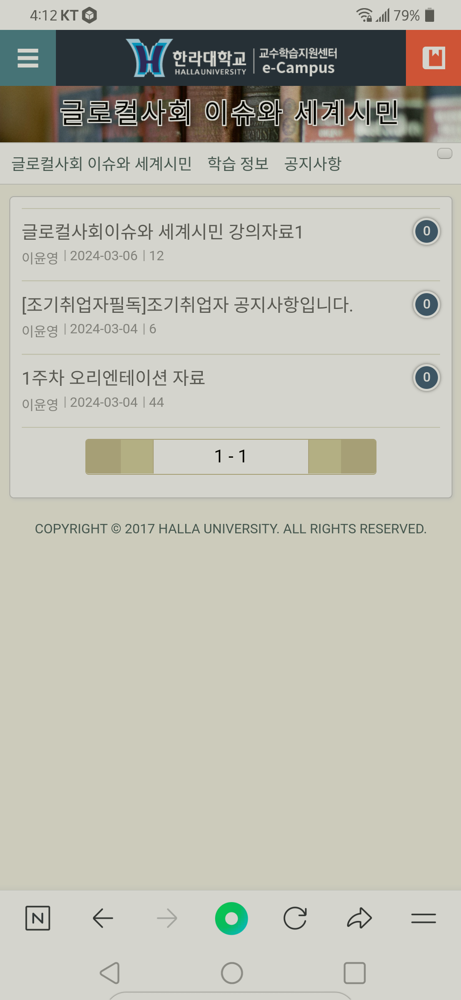 4:12 KT 79%
한라대학교 교수학습지원센터
HALLA UNIVERSITY e-Campus
글로컬사회 이슈와 세계시민
글로컬사회 이슈와 세계시민 학습 정보 공지사항
글로컬사회이슈와 세계시민 강의자료1 0
이윤영 | 2024-03-06 | 12
[조기취업자필독]조기취업자 공지사항입니다. 0
이윤영 | 2024-03-04 | 6
1주차 오리엔테이션 자료 0
이윤영 | 2024-03-04 | 44
1 - 1
COPYRIGHT © 2017 HALLA UNIVERSITY. ALL RIGHTS RESERVED.
N